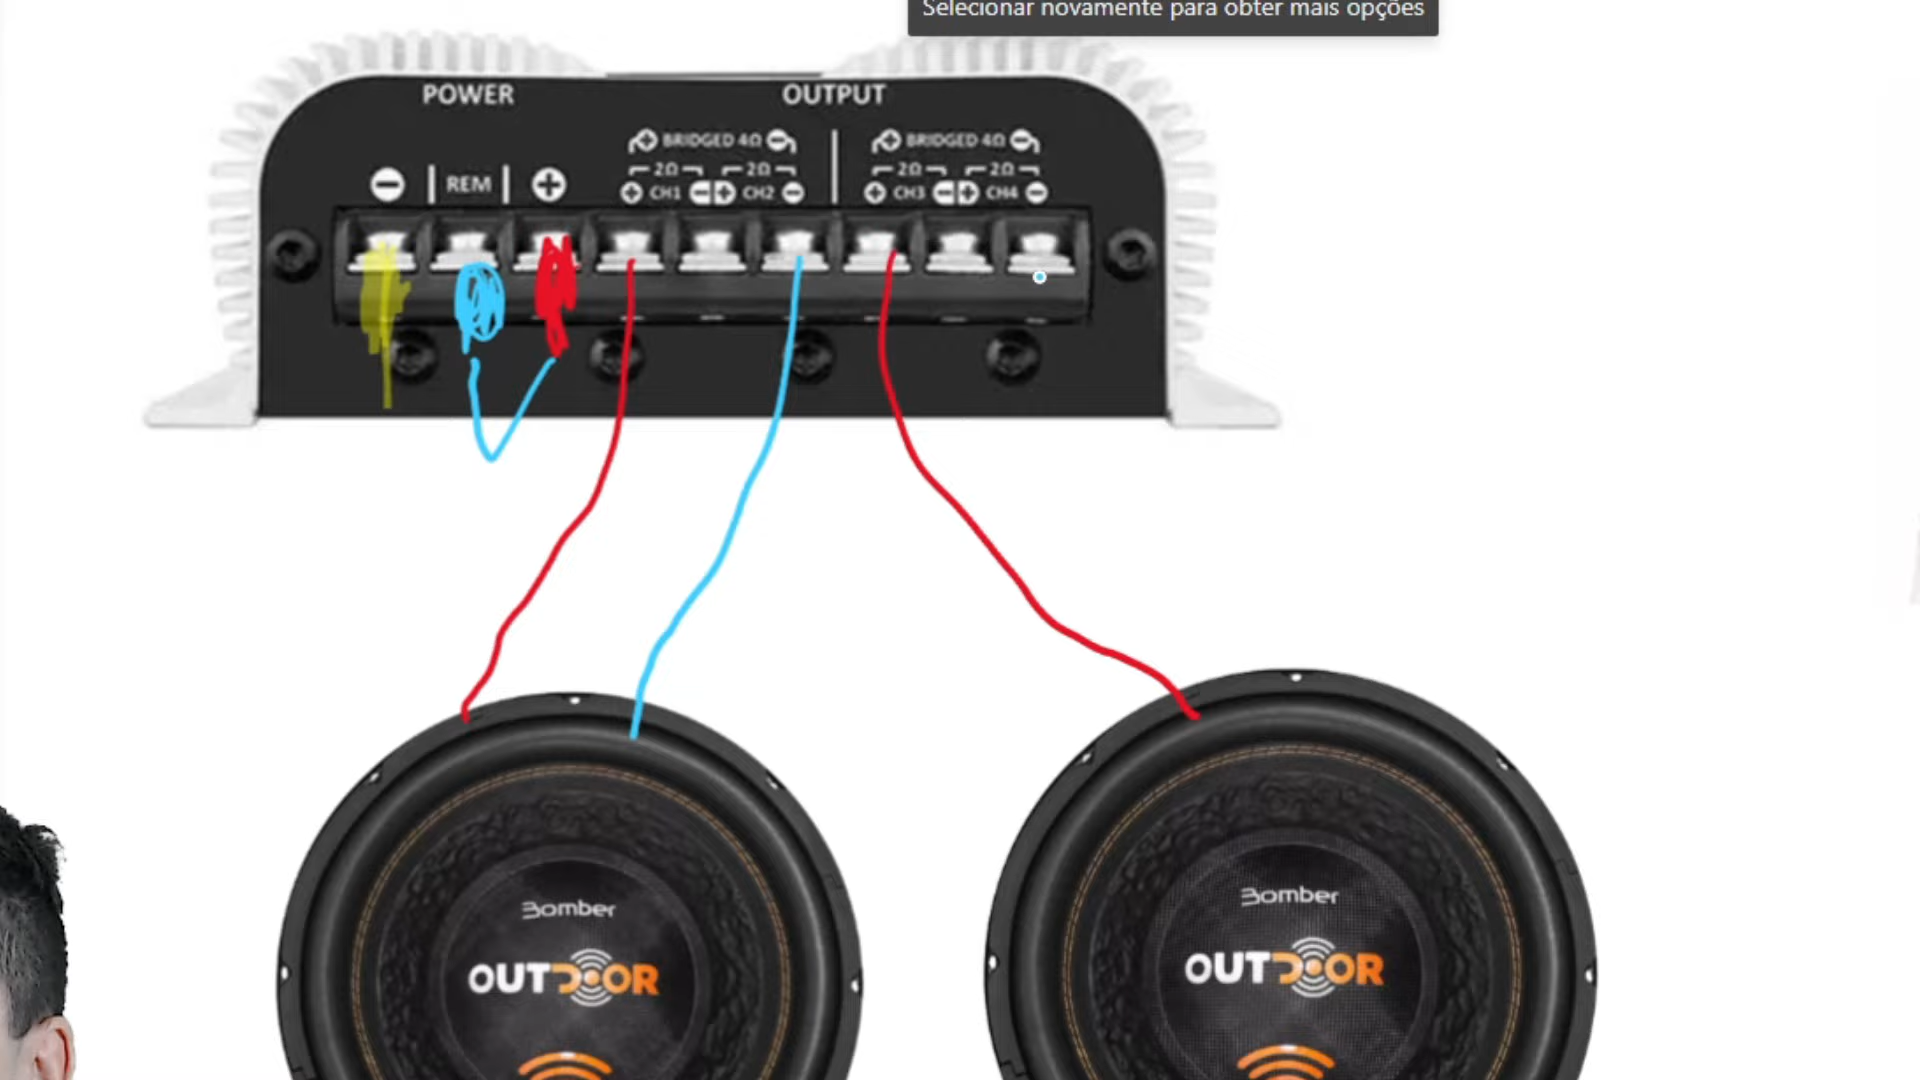 Selecionar novamente para obter mais opções
POWER
OUTPUT
BRIDGED 4Ω
BRIDGED 4Ω
2Ω 2Ω
2Ω 2Ω
REM
CH1 CH2
CH3 CH4
Bomber
OUTDOOR
Bomber
OUTDOOR